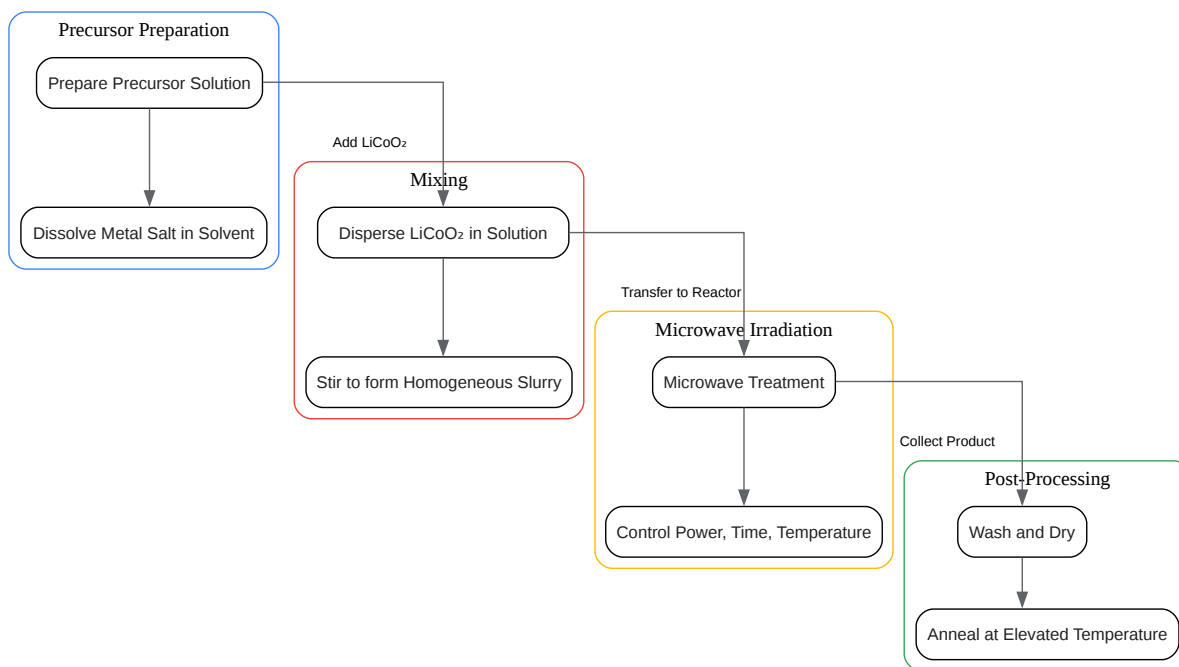 Precursor Preparation
Prepare Precursor Solution
Dissolve Metal Salt in Solvent
Add LiCoO₂
Mixing
Disperse LiCoO₂ in Solution
Stir to form Homogeneous Slurry
Transfer to Reactor
Microwave Irradiation
Microwave Treatment
Control Power, Time, Temperature
Collect Product
Post-Processing
Wash and Dry
Anneal at Elevated Temperature